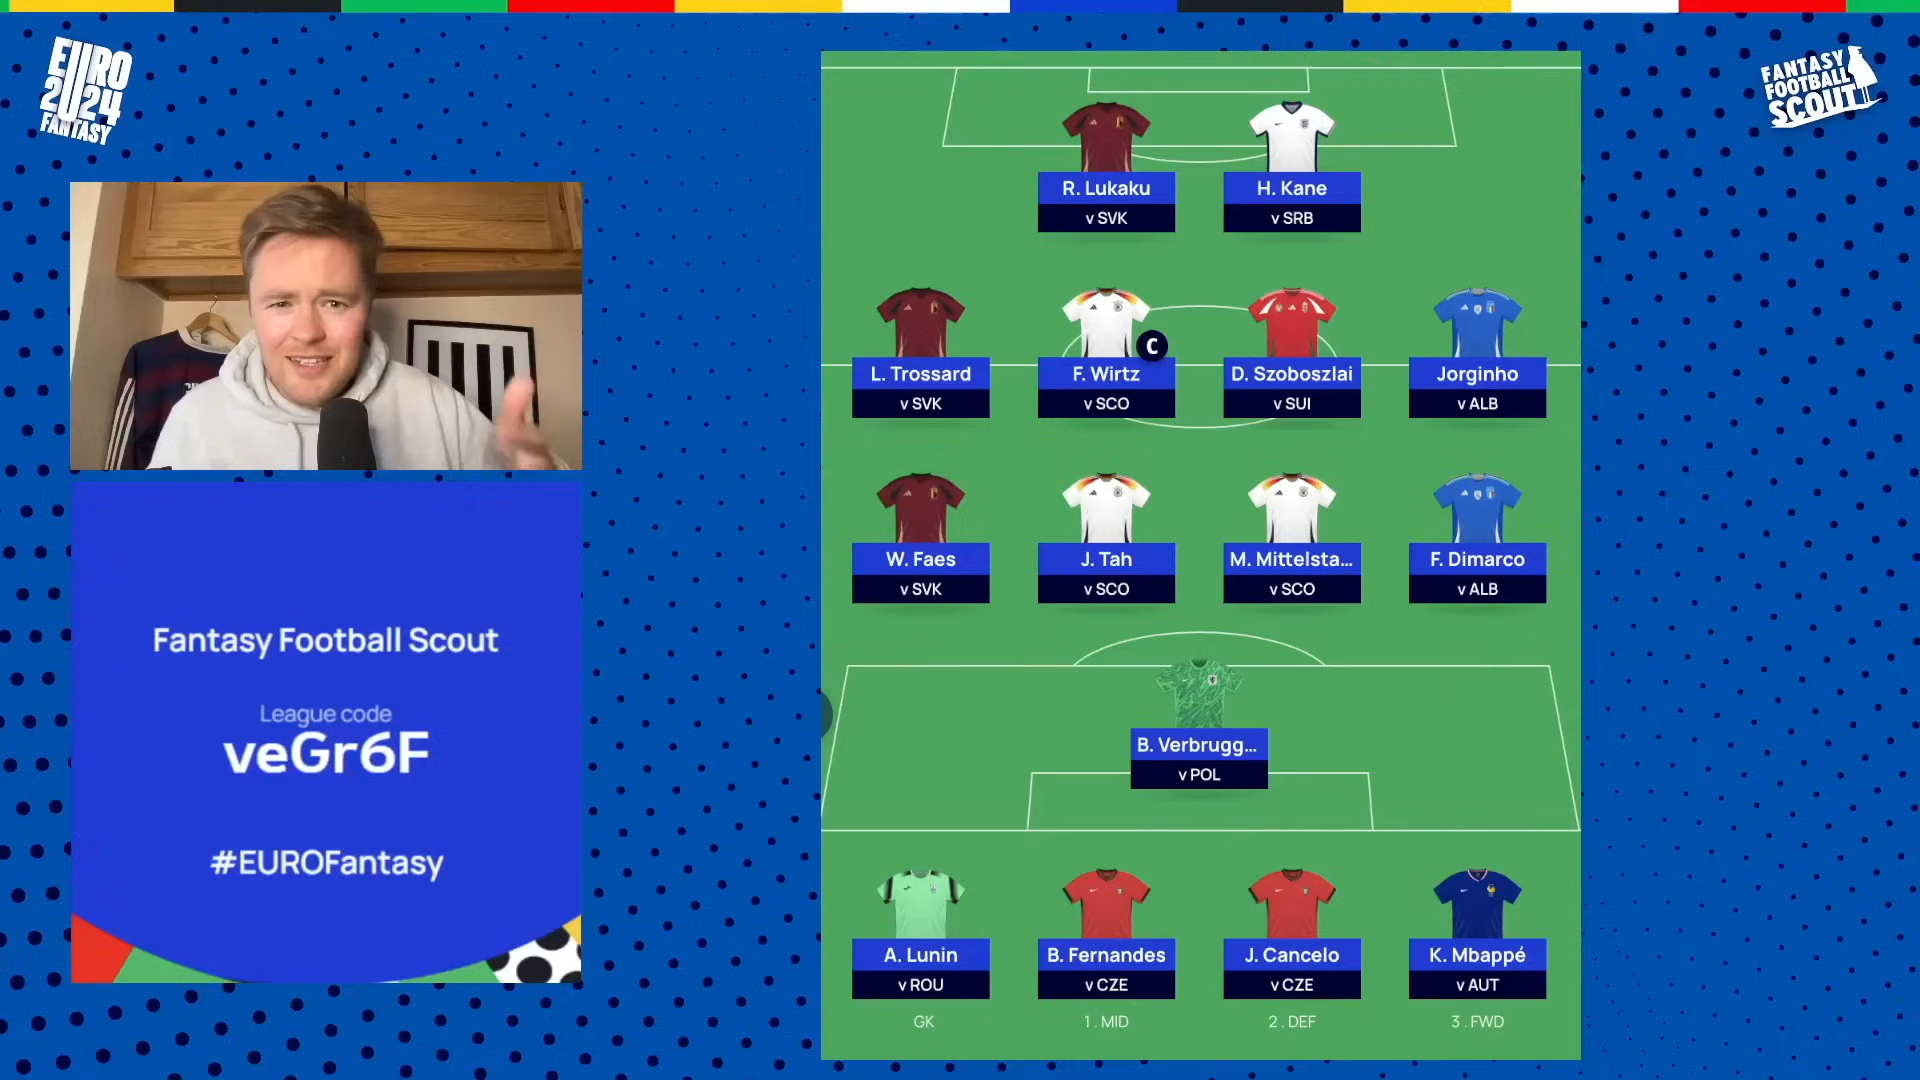 EURO
2024
FANTASY
FANTASY
FOOTBALL
SCOUT
R. Lukaku
v SVK
H. Kane
v SRB
L. Trossard
v SVK
F. Wirtz
v SCO
C
D. Szoboszlai
v SUI
Jorginho
v ALB
W. Faes
v SVK
J. Tah
v SCO
M. Mittelsta...
v SCO
F. Dimarco
v ALB
B. Verbrugg...
v POL
A. Lunin
v ROU
GK
B. Fernandes
v CZE
1 . MID
J. Cancelo
v CZE
2 . DEF
K. Mbappé
v AUT
3 . FWD
Fantasy Football Scout
League code
veGr6F
#EUROFantasy